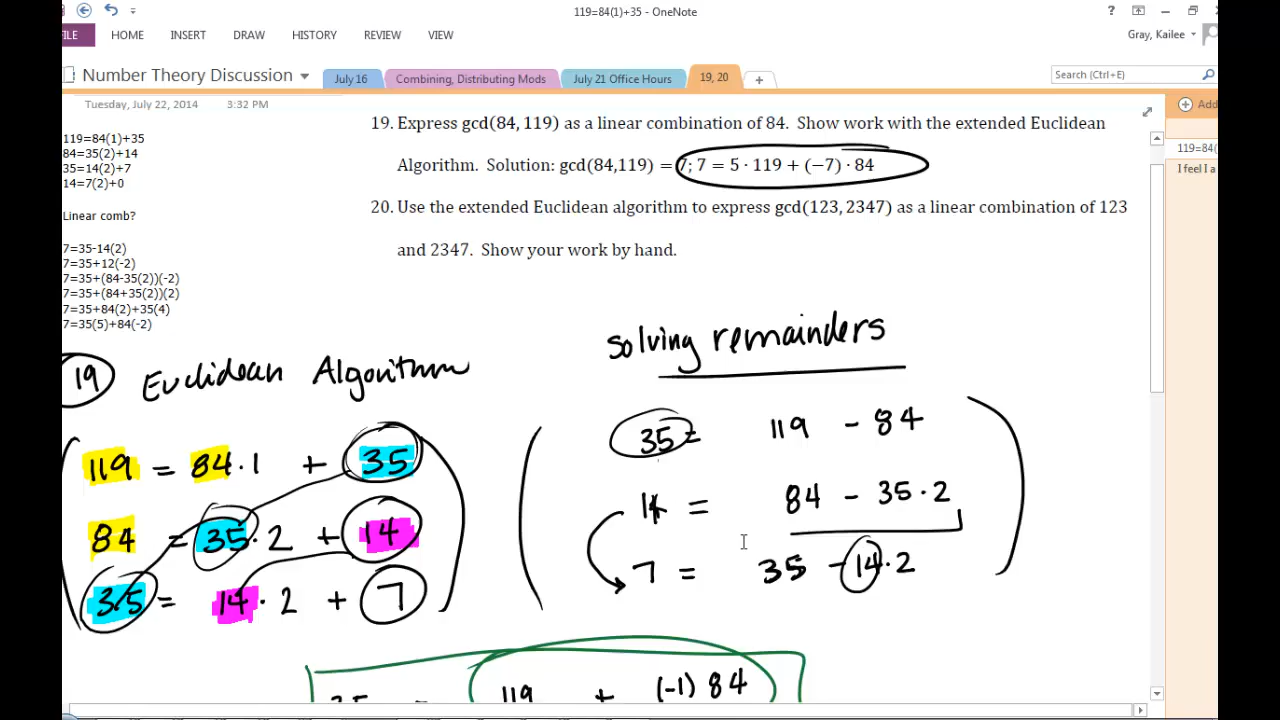 119=84(1)+35 - OneNote
FILE HOME INSERT DRAW HISTORY REVIEW VIEW
Gray, Kailee
Number Theory Discussion
July 16 Combining, Distributing Mods July 21 Office Hours 19, 20
Search (Ctrl+E)
Tuesday, July 22, 2014 3:32 PM
Add
119=84(
I feel I a
119=84(1)+35
84=35(2)+14
35=14(2)+7
14=7(2)+0
Linear comb?
7=35-14(2)
7=35+12(-2)
7=35+(84-35(2))(-2)
7=35+(84+35(2))(2)
7=35+84(2)+35(4)
7=35(5)+84(-2)
19. Express gcd(84, 119) as a linear combination of 84. Show work with the extended Euclidean
Algorithm. Solution: gcd(84,119) = 7; 7 = 5 · 119 + (−7) · 84
20. Use the extended Euclidean algorithm to express gcd(123, 2347) as a linear combination of 123
and 2347. Show your work by hand.
19 Euclidean Algorithm
119 = 84·1 + 35
84 = 35·2 + 14
35 = 14·2 + 7
solving remainders
35 = 119 - 84
14 = 84 - 35·2
7 = 35 - 14·2
119 + (-1) 84